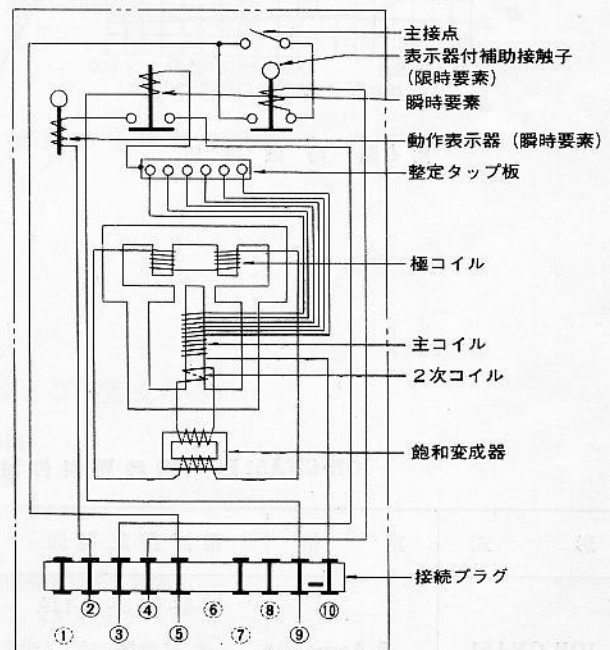 主接点
表示器付補助接触子
(限時要素)
瞬時要素
動作表示器 (瞬時要素)
整定タップ板
極コイル
主コイル
2次コイル
飽和変成器
接続プラグ
① ② ③ ④ ⑤ ⑥ ⑦ ⑧ ⑨ ⑩